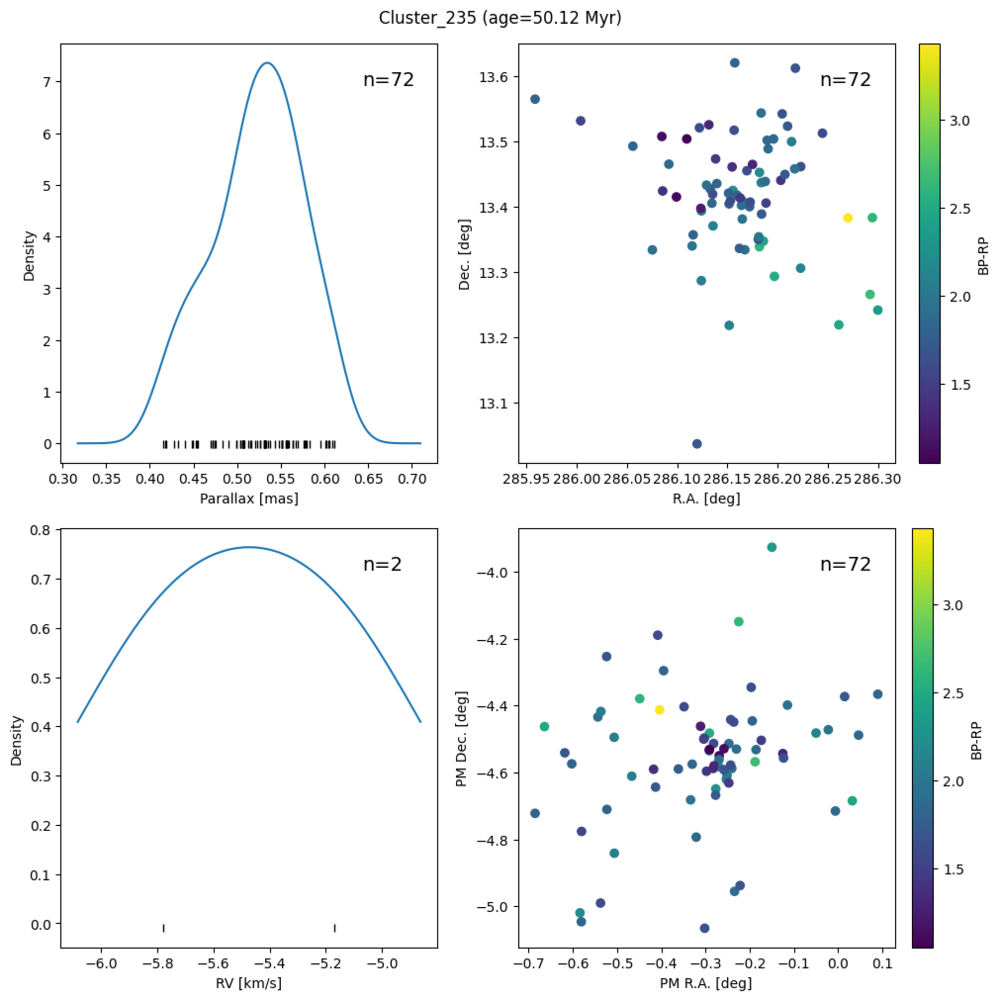 Cluster_235 (age=50.12 Myr)
n=72
Density
7
6
5
4
3
2
1
0
0.30 0.35 0.40 0.45 0.50 0.55 0.60 0.65 0.70
Parallax [mas]
n=72
Dec. [deg]
13.6
13.5
13.4
13.3
13.2
13.1
285.95 286.00 286.05 286.10 286.15 286.20 286.25 286.30
R.A. [deg]
3.0
2.5
2.0
1.5
BP-RP
n=2
Density
0.8
0.7
0.6
0.5
0.4
0.3
0.2
0.1
0.0
−6.0 −5.8 −5.6 −5.4 −5.2 −5.0
RV [km/s]
n=72
PM Dec. [deg]
−4.0
−4.2
−4.4
−4.6
−4.8
−5.0
−0.7 −0.6 −0.5 −0.4 −0.3 −0.2 −0.1 0.0 0.1
PM R.A. [deg]
3.0
2.5
2.0
1.5
BP-RP